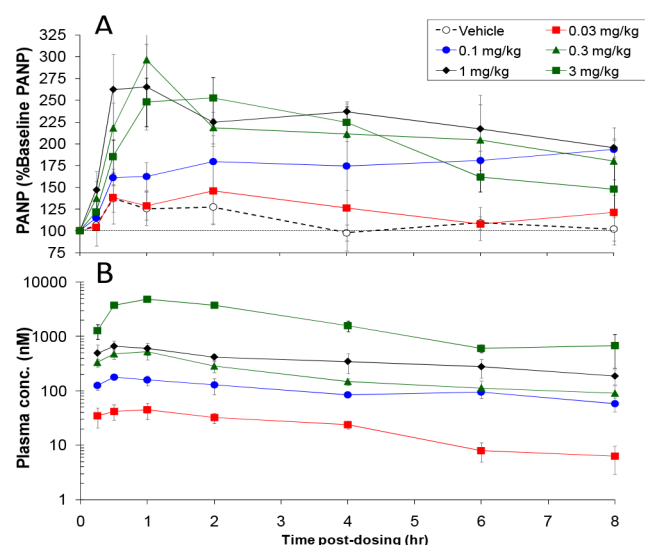 A
Vehicle
0.03 mg/kg
0.1 mg/kg
0.3 mg/kg
1 mg/kg
3 mg/kg
PANP (%Baseline PANP)
325
300
275
250
225
200
175
150
125
100
75
B
Plasma conc. (nM)
10000
1000
100
10
1
0 1 2 3 4 5 6 7 8
Time post-dosing (hr)